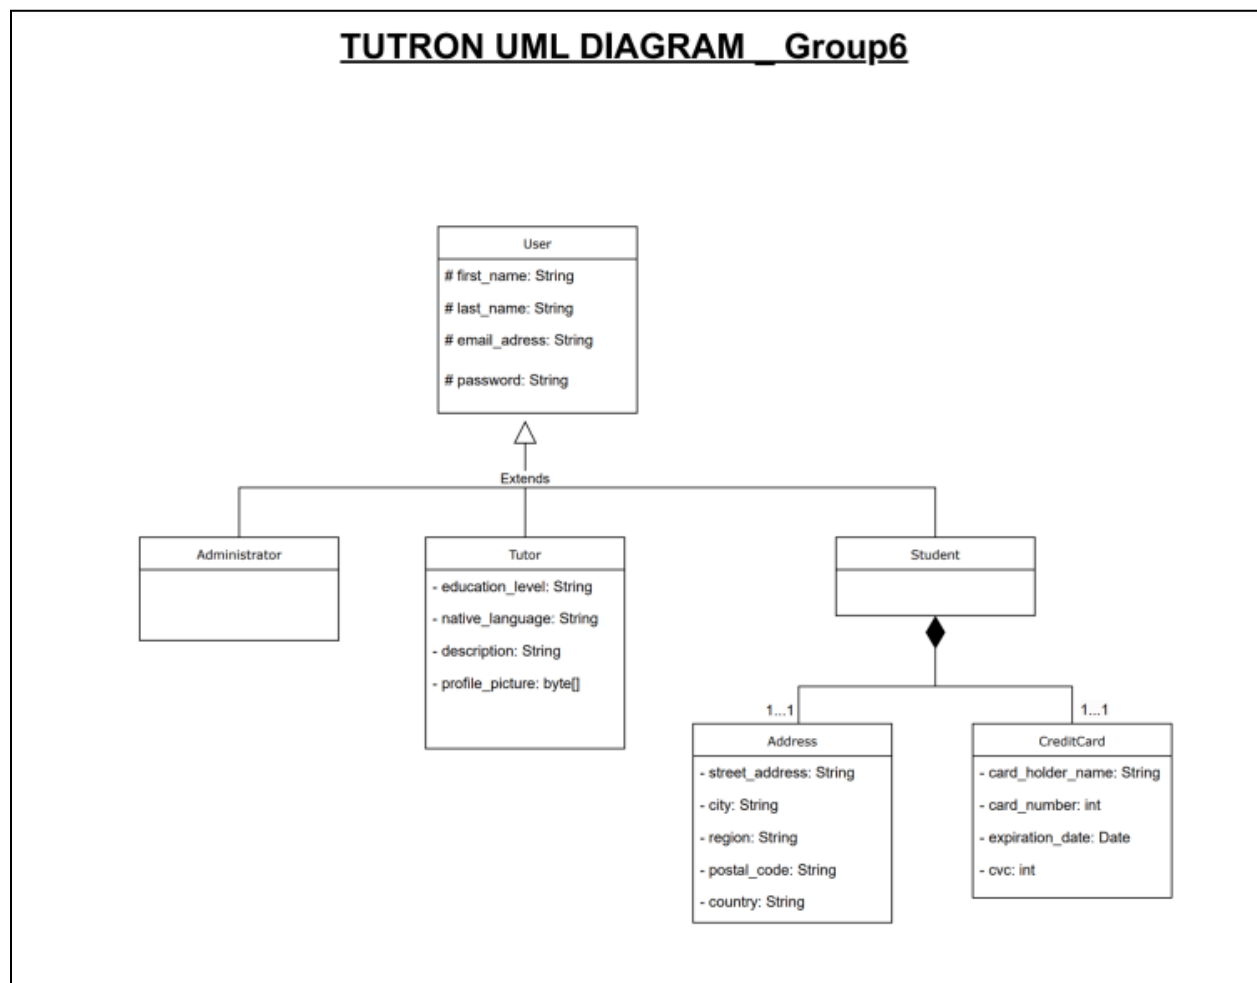 TUTRON UML DIAGRAM _ Group6
User
# first_name: String
# last_name: String
# email_adress: String
# password: String
Extends
Administrator
Tutor
- education_level: String
- native_language: String
- description: String
- profile_picture: byte[]
Student
1...1
1...1
Address
- street_address: String
- city: String
- region: String
- postal_code: String
- country: String
CreditCard
- card_holder_name: String
- card_number: int
- expiration_date: Date
- cvc: int